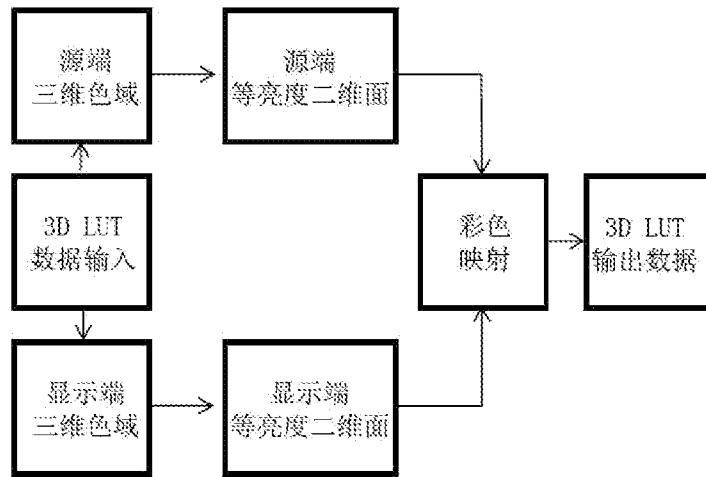 源端
三维色域
源端
等亮度二维面
3D LUT
数据输入
彩色
映射
3D LUT
输出数据
显示端
三维色域
显示端
等亮度二维面